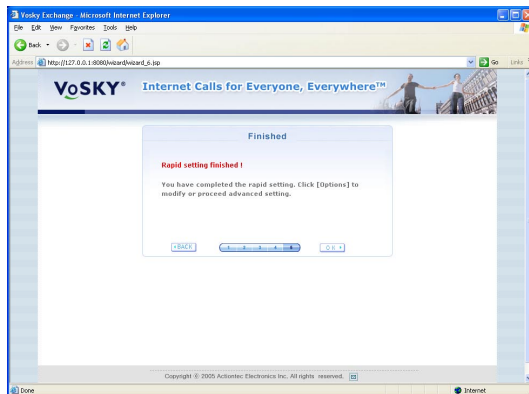 Vosky Exchange - Microsoft Internet Explorer
File Edit View Favorites Tools Help
Back
Address http://127.0.0.1:8080/wizard/wizard_6.jsp Go Links
VoSKY® Internet Calls for Everyone, Everywhere™
Finished
Rapid setting finished !
You have completed the rapid setting. Click [Options] to
modify or proceed advanced setting.
BACK 1 2 3 4 OK
Copyright © 2005 Actiontec Electronics Inc. All rights reserved.
Done Internet